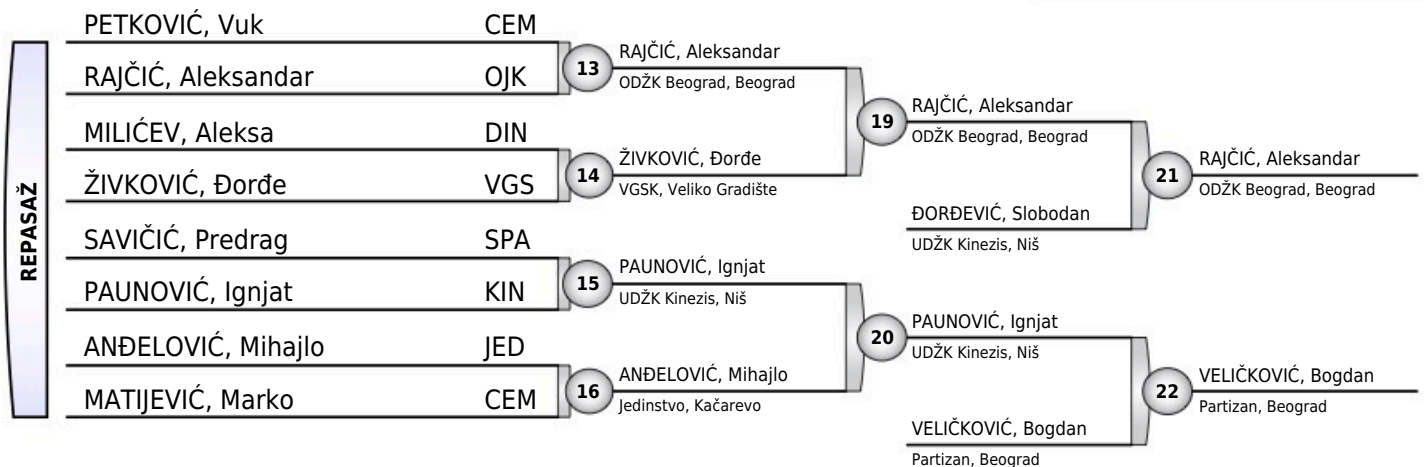 REPASAŽ
PETKOVIĆ, Vuk CEM
RAJČIĆ, Aleksandar OJK
MILIĆEV, Aleksa DIN
ŽIVKOVIĆ, Đorđe VGS
SAVIČIĆ, Predrag SPA
PAUNOVIĆ, Ignjat KIN
ANĐELOVIĆ, Mihajlo JED
MATIJEVIĆ, Marko CEM
13
RAJČIĆ, Aleksandar
ODŽK Beograd, Beograd
14
ŽIVKOVIĆ, Đorđe
VGSK, Veliko Gradište
15
PAUNOVIĆ, Ignjat
UDŽK Kinezis, Niš
16
ANĐELOVIĆ, Mihajlo
Jedinstvo, Kačarevo
19
RAJČIĆ, Aleksandar
ODŽK Beograd, Beograd
ĐORĐEVIĆ, Slobodan
UDŽK Kinezis, Niš
20
PAUNOVIĆ, Ignjat
UDŽK Kinezis, Niš
VELIČKOVIĆ, Bogdan
Partizan, Beograd
21
RAJČIĆ, Aleksandar
ODŽK Beograd, Beograd
22
VELIČKOVIĆ, Bogdan
Partizan, Beograd